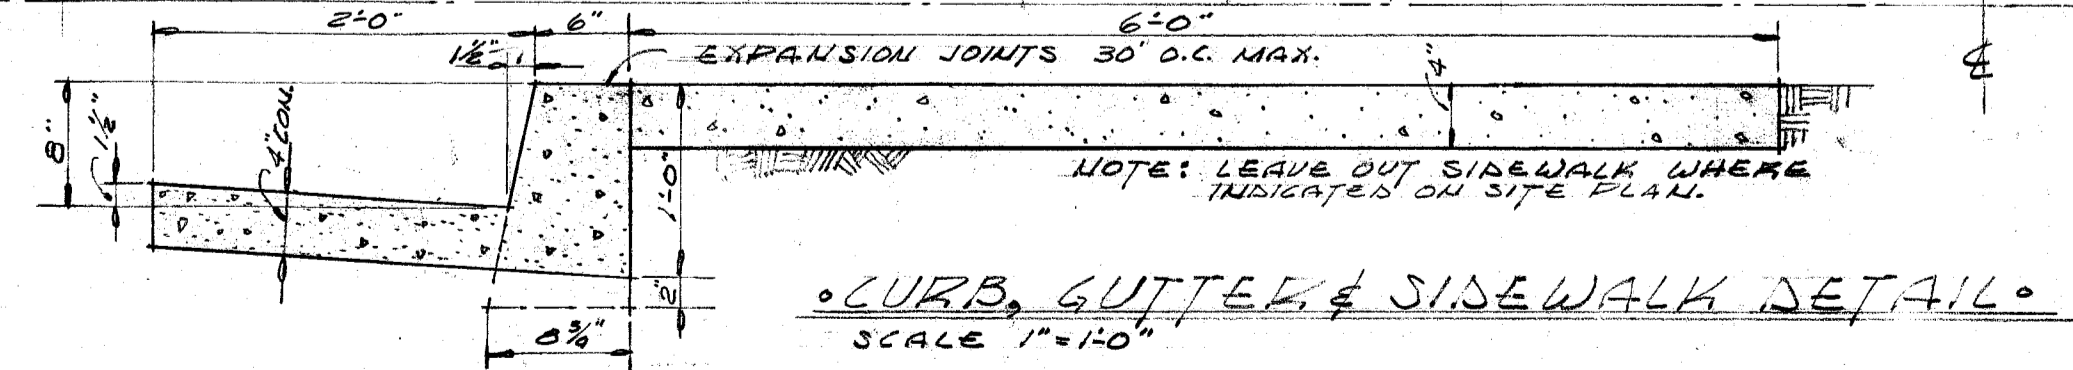 2'-0"
6"
6'-0"
1½"
EXPANSION JOINTS 30' O.C. MAX.
4"
℄
8"
1½"
4" CON.
NOTE: LEAVE OUT SIDEWALK WHERE
INDICATED ON SITE PLAN.
1'-0"
2"
8¾"
CURB, GUTTER & SIDEWALK DETAIL
SCALE 1"=1'-0"